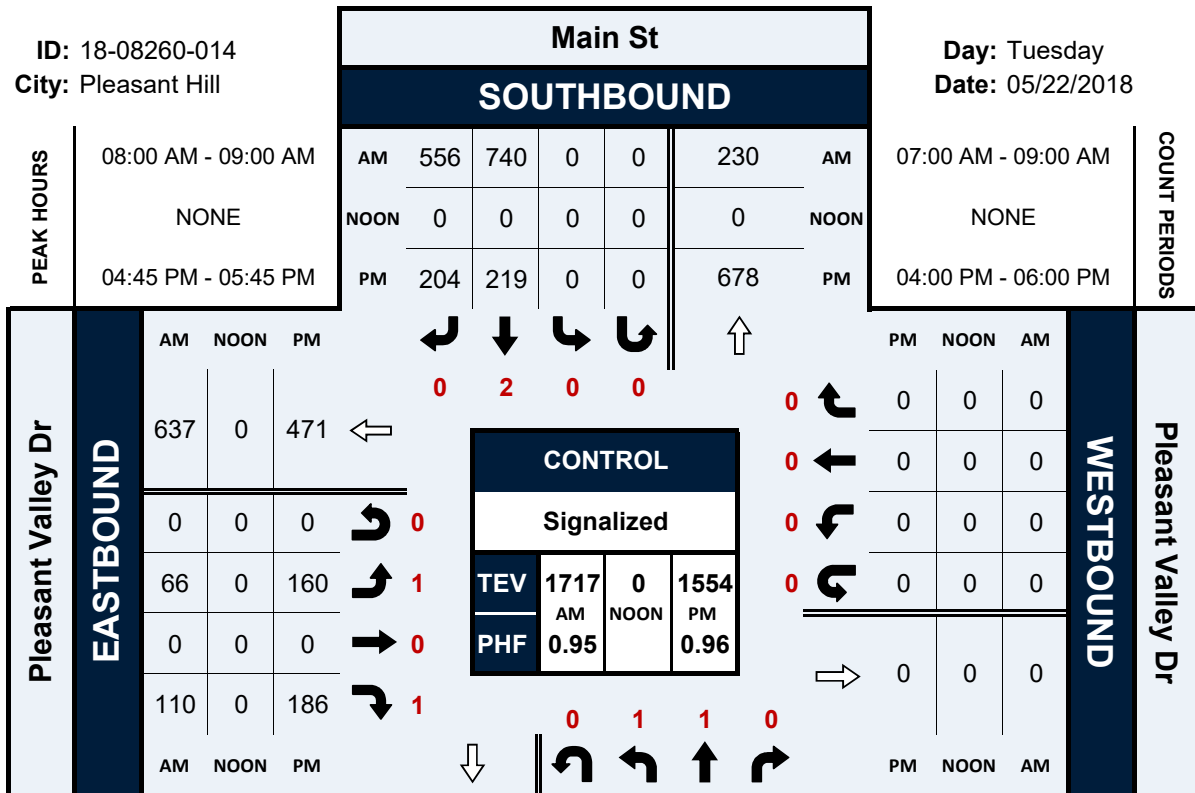 Main St
ID: 18-08260-014
Day: Tuesday
City: Pleasant Hill
Date: 05/22/2018
SOUTHBOUND
PEAK HOURS
08:00 AM - 09:00 AM
NONE
04:45 PM - 05:45 PM
AM 556 740 0 0 230 AM
NOON 0 0 0 0 0 NOON
PM 204 219 0 0 678 PM
07:00 AM - 09:00 AM
NONE
04:00 PM - 06:00 PM
COUNT PERIODS
0 2 0 0
Pleasant Valley Dr
EASTBOUND
AM NOON PM
637 0 471
0 0 0 0
66 0 160 1
0 0 0 0
110 0 186 1
AM NOON PM
CONTROL
Signalized
TEV 1717 0 1554
AM NOON PM
PHF 0.95 0.96
PM NOON AM
0 0 0 0
0 0 0 0
0 0 0 0
0 0 0 0
0 0 0
PM NOON AM
WESTBOUND
Pleasant Valley Dr
0 1 1 0